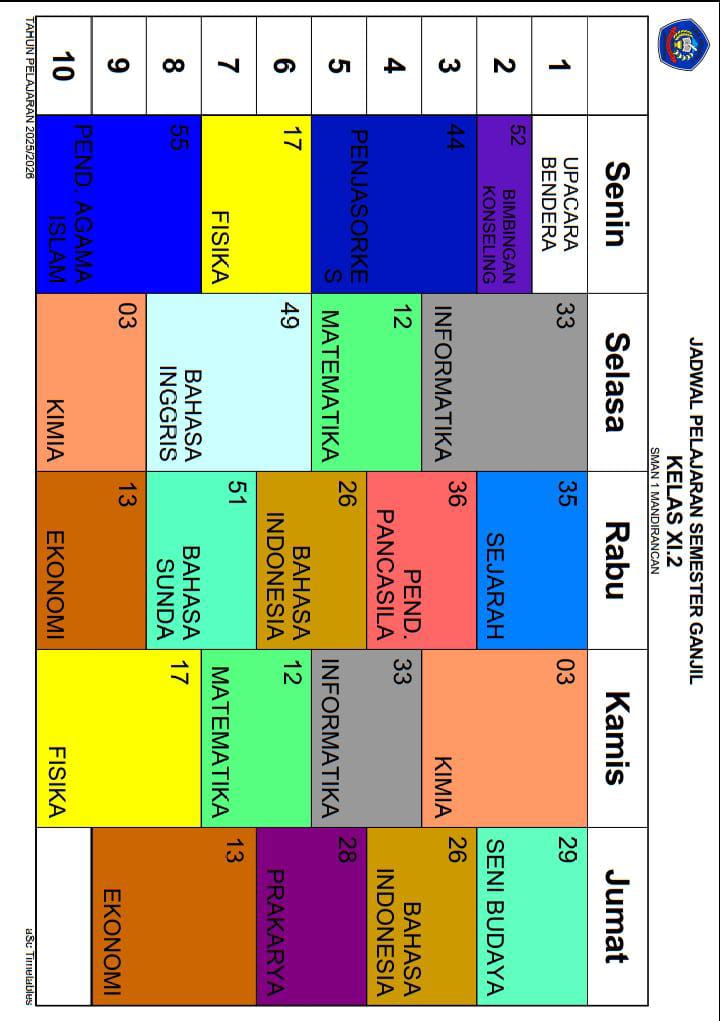 JADWAL PELAJARAN SEMESTER GANJIL
KELAS XI.2
SMAN 1 MANDIRANCAN
Senin
Selasa
Rabu
Kamis
Jumat
1
2
3
4
5
6
7
8
9
10
UPACARA
BENDERA
52
BIMBINGAN
KONSELING
44
PENJASORKE
S
17
FISIKA
55
PEND. AGAMA
ISLAM
33
INFORMATIKA
12
MATEMATIKA
49
BAHASA
INGGRIS
03
KIMIA
35
SEJARAH
36
PEND.
PANCASILA
26
BAHASA
INDONESIA
51
BAHASA
SUNDA
13
EKONOMI
03
KIMIA
33
INFORMATIKA
12
MATEMATIKA
17
FISIKA
29
SENI BUDAYA
26
BAHASA
INDONESIA
28
PRAKARYA
13
EKONOMI
TAHUN PELAJARAN 2025/2026
aSc Timetables